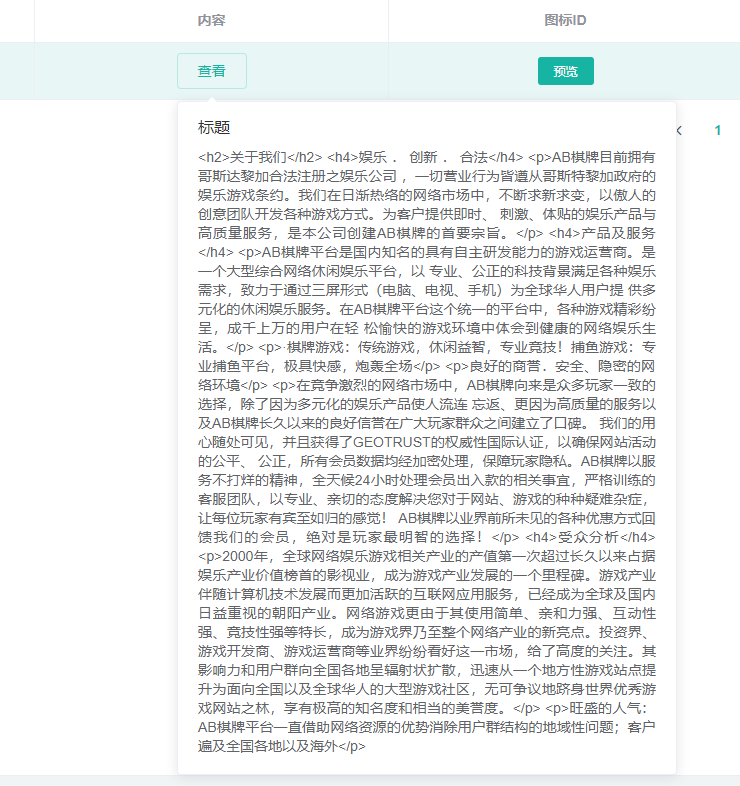 内容 图标ID
查看 预览
1
标题
<h2>关于我们</h2> <h4>娱乐 . 创新 . 合法</h4> <p>AB棋牌目前拥有
哥斯达黎加合法注册之娱乐公司 ，一切营业行为皆遵从哥斯特黎加政府的
娱乐游戏条约。我们在日渐热络的网络市场中，不断求新求变，以傲人的
创意团队开发各种游戏方式。为客户提供即时、 刺激、体贴的娱乐产品与
高质量服务，是本公司创建AB棋牌的首要宗旨。</p> <h4>产品及服务
</h4> <p>AB棋牌平台是国内知名的具有自主研发能力的游戏运营商。是
一个大型综合网络休闲娱乐平台，以 专业、公正的科技背景满足各种娱乐
需求，致力于通过三屏形式（电脑、电视、手机）为全球华人用户提 供多
元化的休闲娱乐服务。在AB棋牌平台这个统一的平台中，各种游戏精彩纷
呈，成千上万的用户在轻 松愉快的游戏环境中体会到健康的网络娱乐生
活。</p> <p>·棋牌游戏：传统游戏，休闲益智，专业竞技！捕鱼游戏：专
业捕鱼平台，极具快感，炮轰全场</p> <p>良好的商誉．安全、隐密的网
络环境</p> <p>在竞争激烈的网络市场中，AB棋牌向来是众多玩家一致的
选择，除了因为多元化的娱乐产品使人流连 忘返、更因为高质量的服务以
及AB棋牌长久以来的良好信誉在广大玩家群众之间建立了口碑。 我们的用
心随处可见，并且获得了GEOTRUST的权威性国际认证，以确保网站活动
的公平、 公正，所有会员数据均经加密处理，保障玩家隐私。AB棋牌以服
务不打烊的精神，全天候24小时处理会员出入款的相关事宜，严格训练的
客服团队，以专业、亲切的态度解决您对于网站、游戏的种种疑难杂症，
让每位玩家有宾至如归的感觉！ AB棋牌以业界前所未见的各种优惠方式回
馈我们的会员，绝对是玩家最明智的选择！</p> <h4>受众分析</h4>
<p>2000年，全球网络娱乐游戏相关产业的产值第一次超过长久以来占据
娱乐产业价值榜首的影视业，成为游戏产业发展的一个里程碑。游戏产业
伴随计算机技术发展而更加活跃的互联网应用服务，已经成为全球及国内
日益重视的朝阳产业。网络游戏更由于其使用简单、亲和力强、互动性
强、竞技性强等特长，成为游戏界乃至整个网络产业的新亮点。投资界、
游戏开发商、游戏运营商等业界纷纷看好这一市场，给了高度的关注。其
影响力和用户群向全国各地呈辐射状扩散，迅速从一个地方性游戏站点提
升为面向全国以及全球华人的大型游戏社区，无可争议地跻身世界优秀游
戏网站之林，享有极高的知名度和相当的美誉度。</p> <p>旺盛的人气：
AB棋牌平台一直借助网络资源的优势消除用户群结构的地域性问题；客户
遍及全国各地以及海外</p>